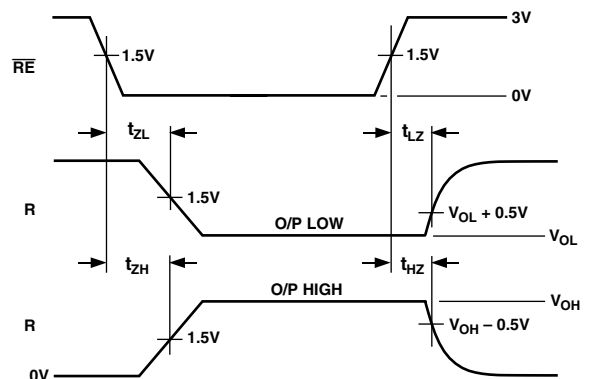 3V
RE
1.5V
1.5V
0V
tZL
tLZ
1.5V
R
O/P LOW
VOL + 0.5V
VOL
tZH
tHZ
O/P HIGH
VOH
R
1.5V
VOH – 0.5V
0V